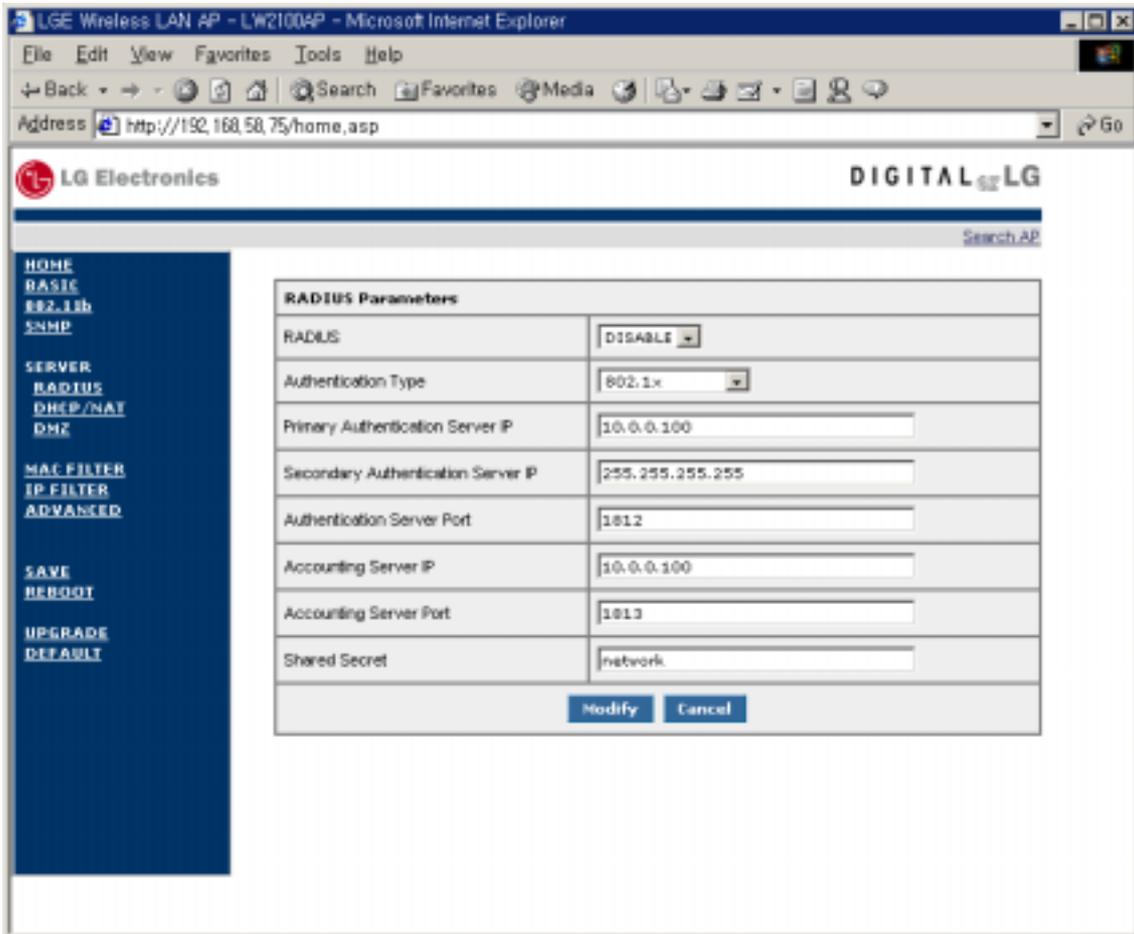 LGE Wireless LAN AP - LW2100AP - Microsoft Internet Explorer
File Edit View Favorites Tools Help
Back Search Favorites Media
Address http://192,168,58,75/home,asp Go
LG Electronics
DIGITAL LG
Search AP
HOME
BASIC
802.11b
SNMP
SERVER
RADIUS
DHCP/NAT
DMZ
MAC FILTER
IP FILTER
ADVANCED
SAVE
REBOOT
UPGRADE
DEFAULT
RADIUS Parameters
RADIUS DISABLE
Authentication Type 802.1x
Primary Authentication Server IP 10.0.0.100
Secondary Authentication Server IP 255.255.255.255
Authentication Server Port 1812
Accounting Server IP 10.0.0.100
Accounting Server Port 1813
Shared Secret network
Modify Cancel